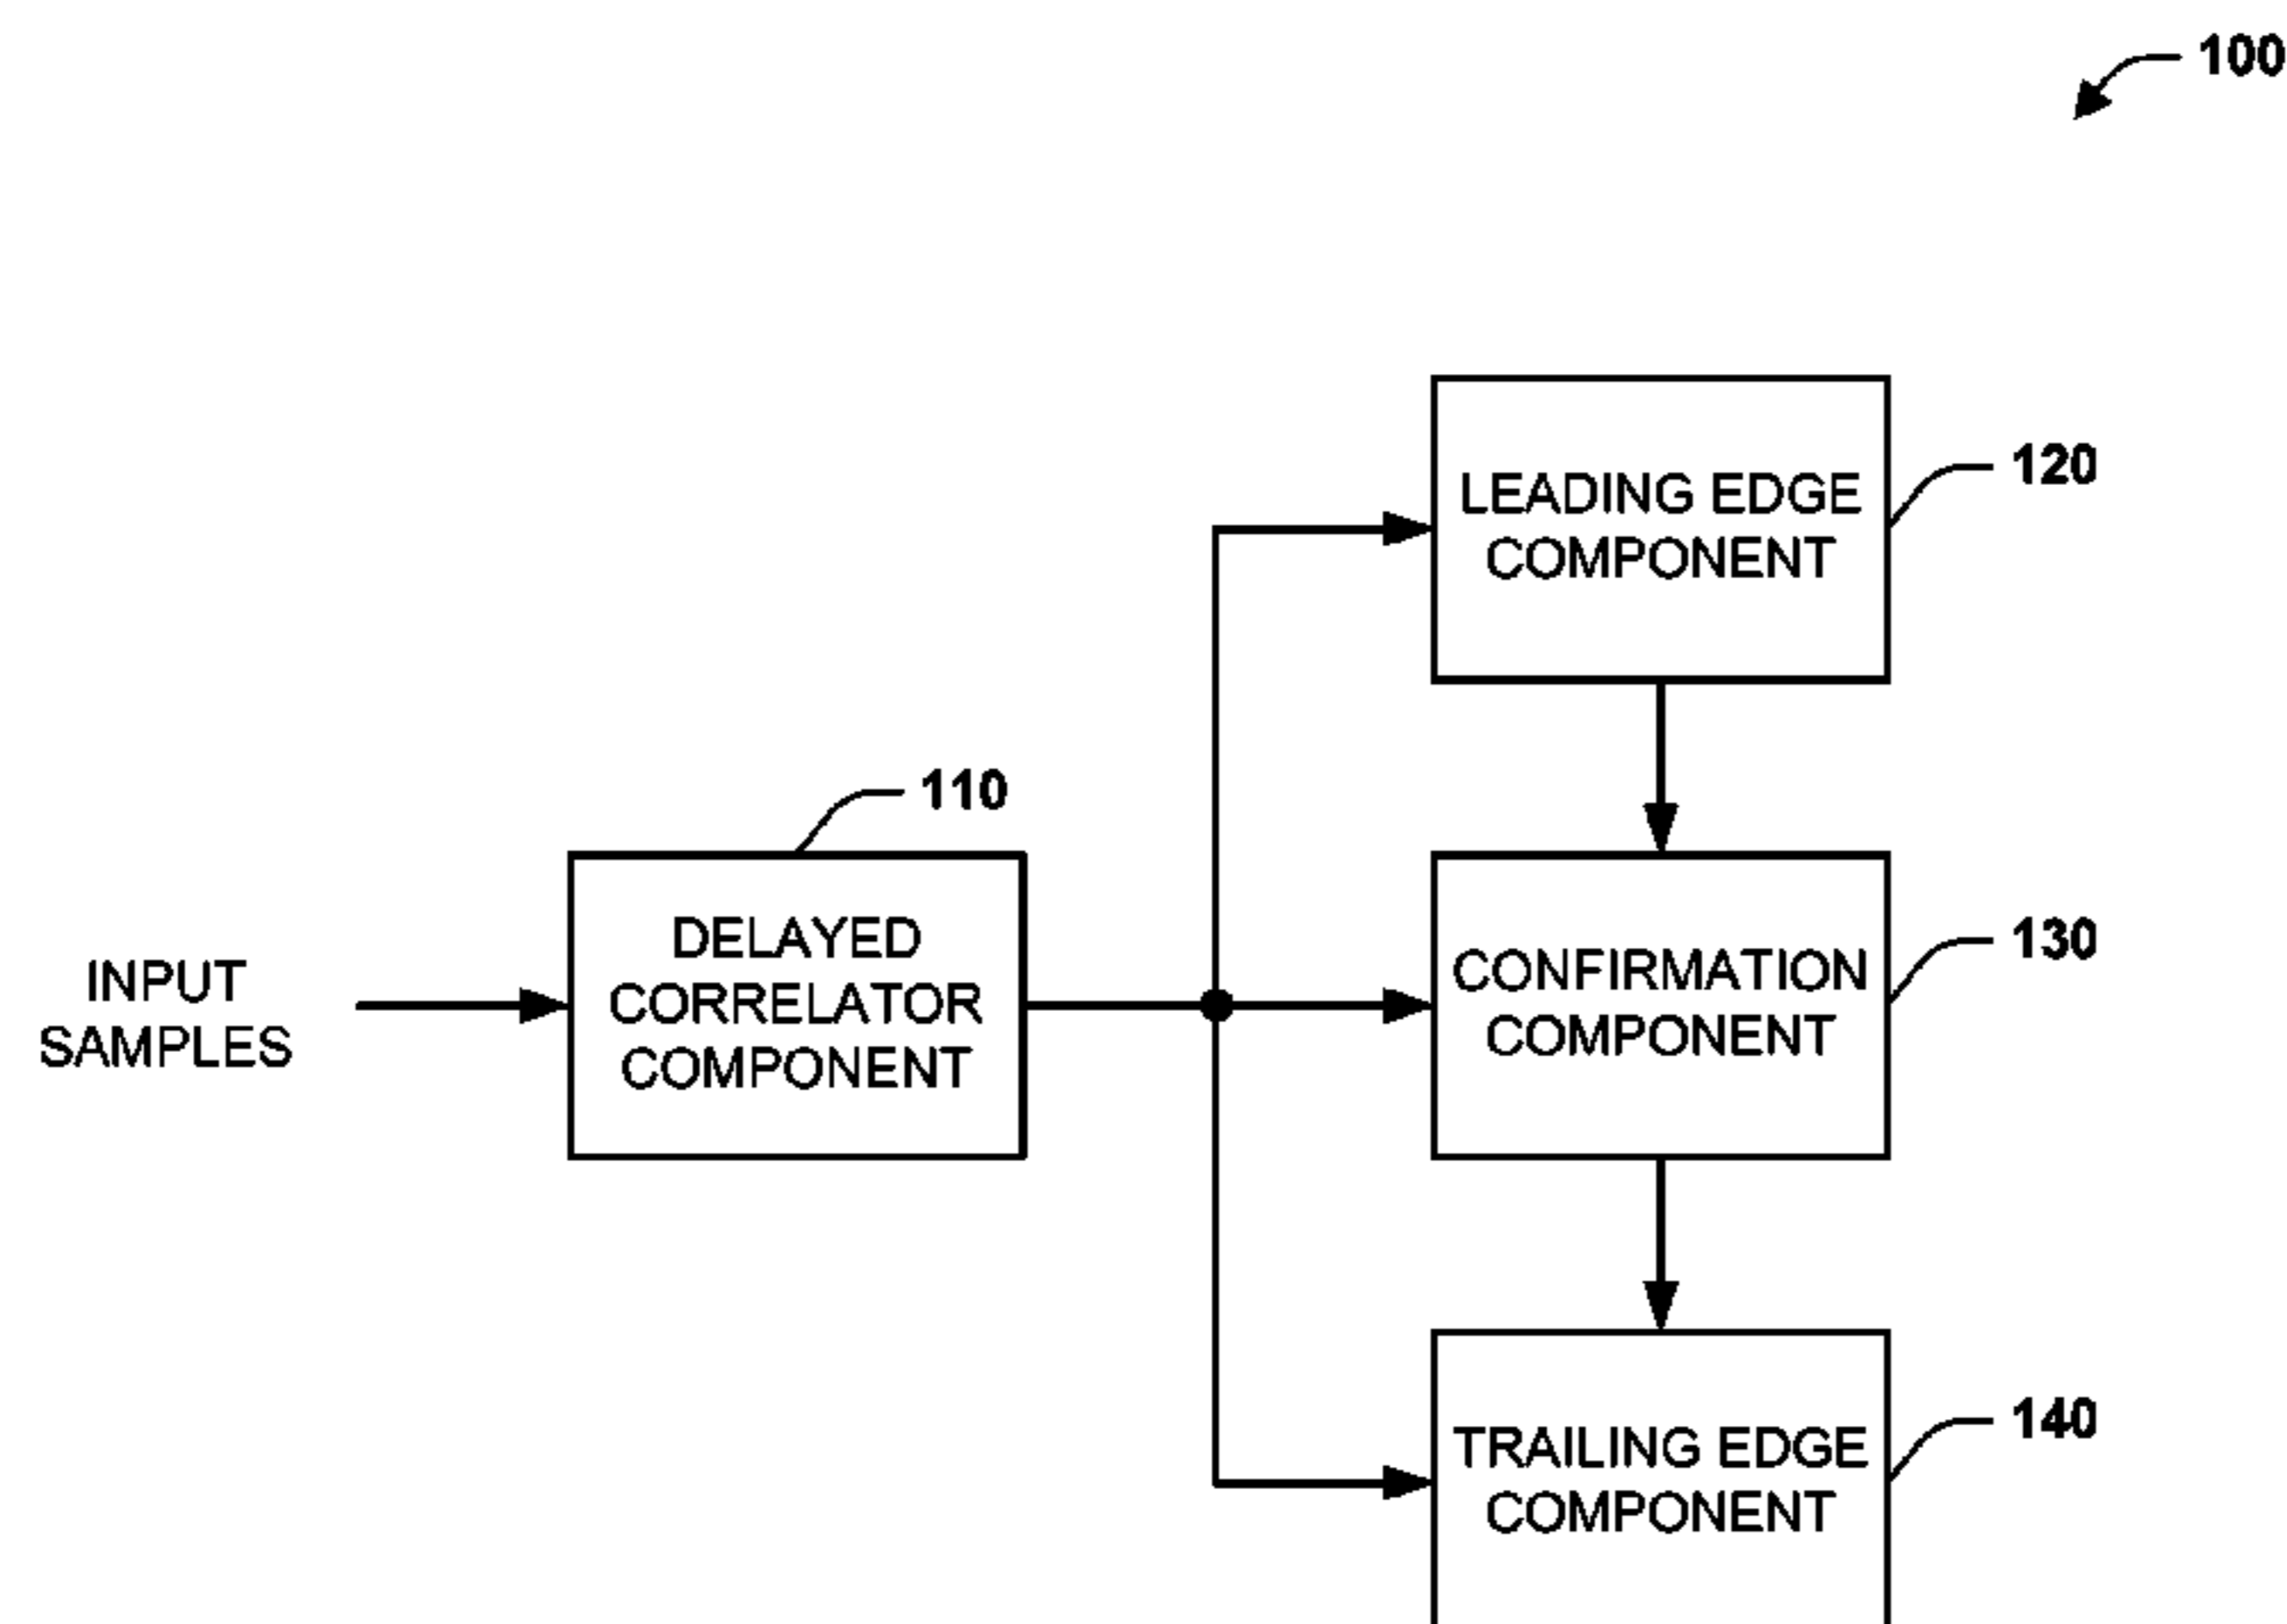 100
LEADING EDGE
COMPONENT
120
110
DELAYED
CORRELATOR
COMPONENT
INPUT
SAMPLES
CONFIRMATION
COMPONENT
130
TRAILING EDGE
COMPONENT
140